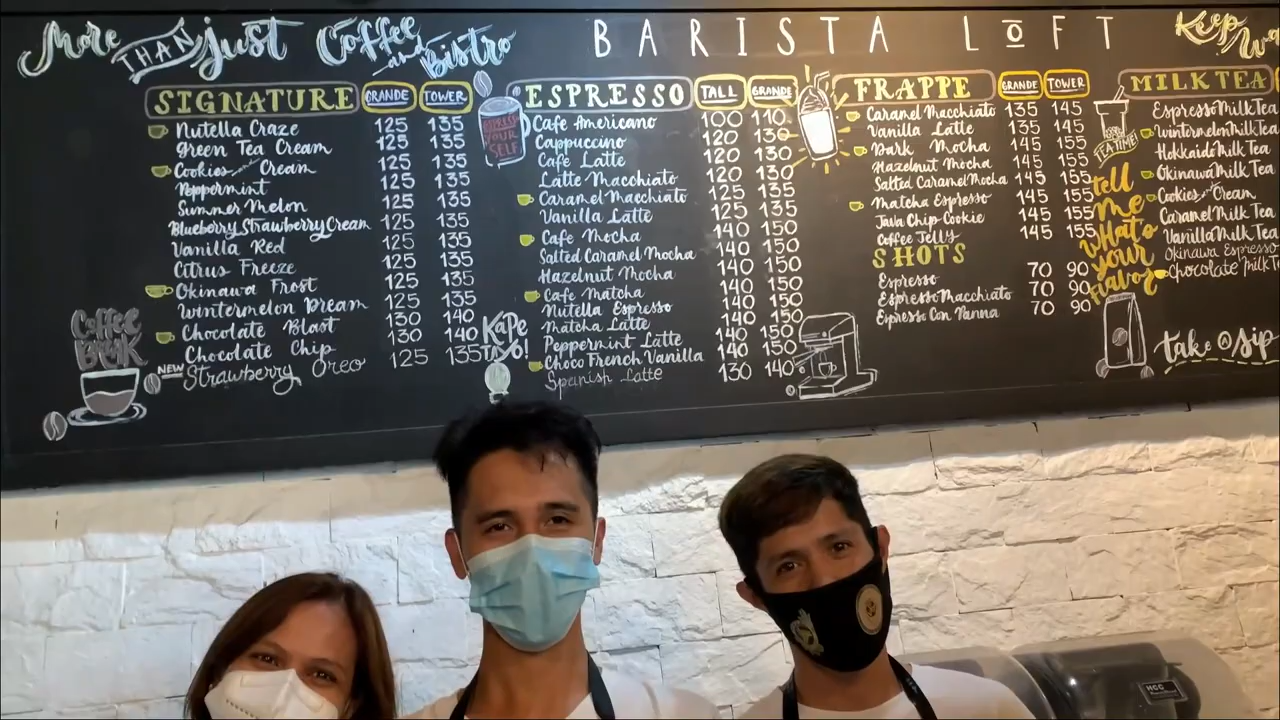 More THAN Just Coffee and Bistro
BARISTA LOFT
Keep
SIGNATURE GRANDE TOWER
Nutella Craze 125 135
Green Tea Cream 125 135
Cookies and Cream 125 135
Peppermint 125 135
Summer Melon 125 135
Blueberry Strawberry Cream 125 135
Vanilla Red 125 135
Citrus Freeze 125 135
Okinawa Frost 125 135
Wintermelon Dream 125 135
Chocolate Blast 130 140
Chocolate Chip 130 140
NEW Strawberry Oreo 125 135
Coffee BREAK
EXPRESS YOUR SELF
KAPE TAYO!
ESPRESSO TALL GRANDE
Cafe Americano 100 110
Cappuccino 120 130
Cafe Latte 120 130
Latte Macchiato 120 130
Caramel Macchiato 125 135
Vanilla Latte 125 135
Cafe Mocha 140 150
Salted Caramel Mocha 140 150
Hazelnut Mocha 140 150
Cafe Matcha 140 150
Nutella Espresso 140 150
Matcha Latte 140 150
Peppermint Latte 140 150
Choco French Vanilla 140 150
Spanish Latte 130 140
FRAPPE GRANDE TOWER
Caramel Macchiato 135 145
Vanilla Latte 135 145
Dark Mocha 145 155
Hazelnut Mocha 145 155
Salted Caramel Mocha 145 155
Matcha Espresso 145 155
Java Chip Cookie 145 155
Coffee Jelly 145 155
SHOTS
Espresso 70 90
Espresso Macchiato 70 90
Espresso Con Panna 70 90
TEA TIME
tell
Me
What's
Your
Flavor
MILK TEA
Espresso Milk Tea
Wintermelon Milk Tea
Hokkaido Milk Tea
Okinawa Milk Tea
Cookies and Cream
Caramel Milk Tea
Vanilla Milk Tea
Okinawa Espresso
Chocolate Milk Tea
take a Sip
HCC